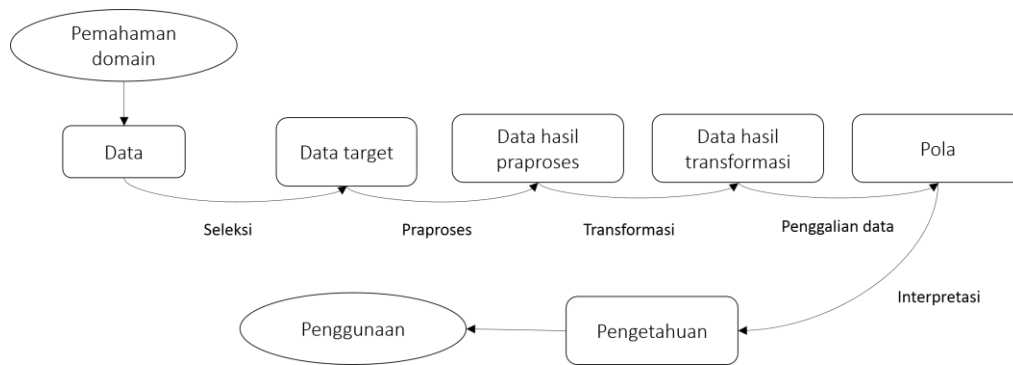 Pemahaman
domain
Data
Data target
Data hasil
praproses
Data hasil
transformasi
Pola
Seleksi
Praproses
Transformasi
Penggalian data
Interpretasi
Penggunaan
Pengetahuan